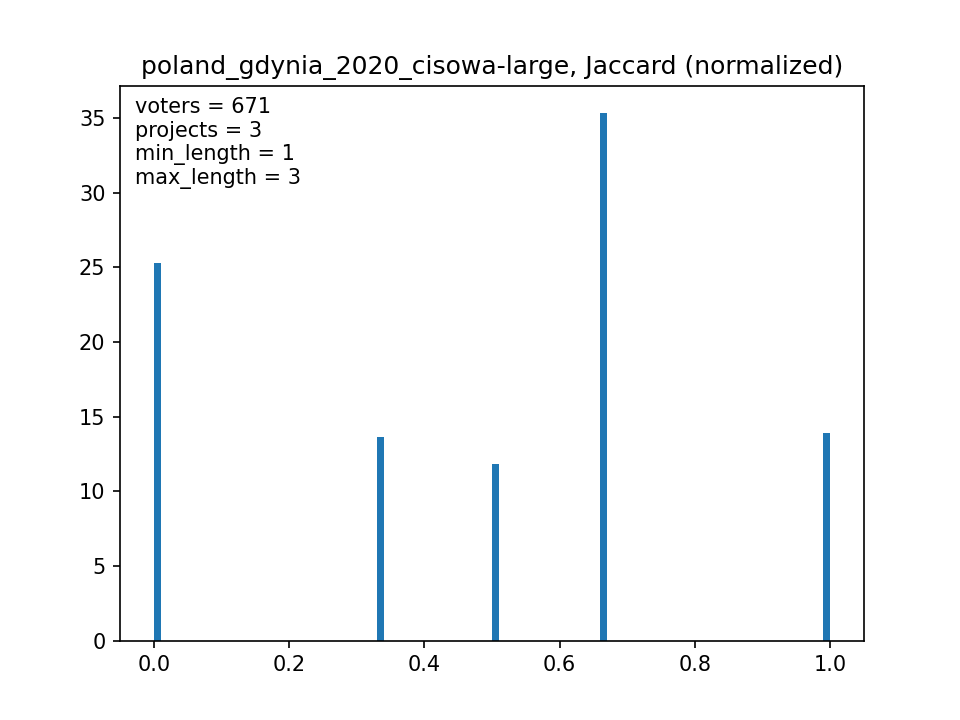 poland_gdynia_2020_cisowa-large, Jaccard (normalized)
voters = 671
projects = 3
min_length = 1
max_length = 3
35
30
25
20
15
10
5
0
0.0 0.2 0.4 0.6 0.8 1.0